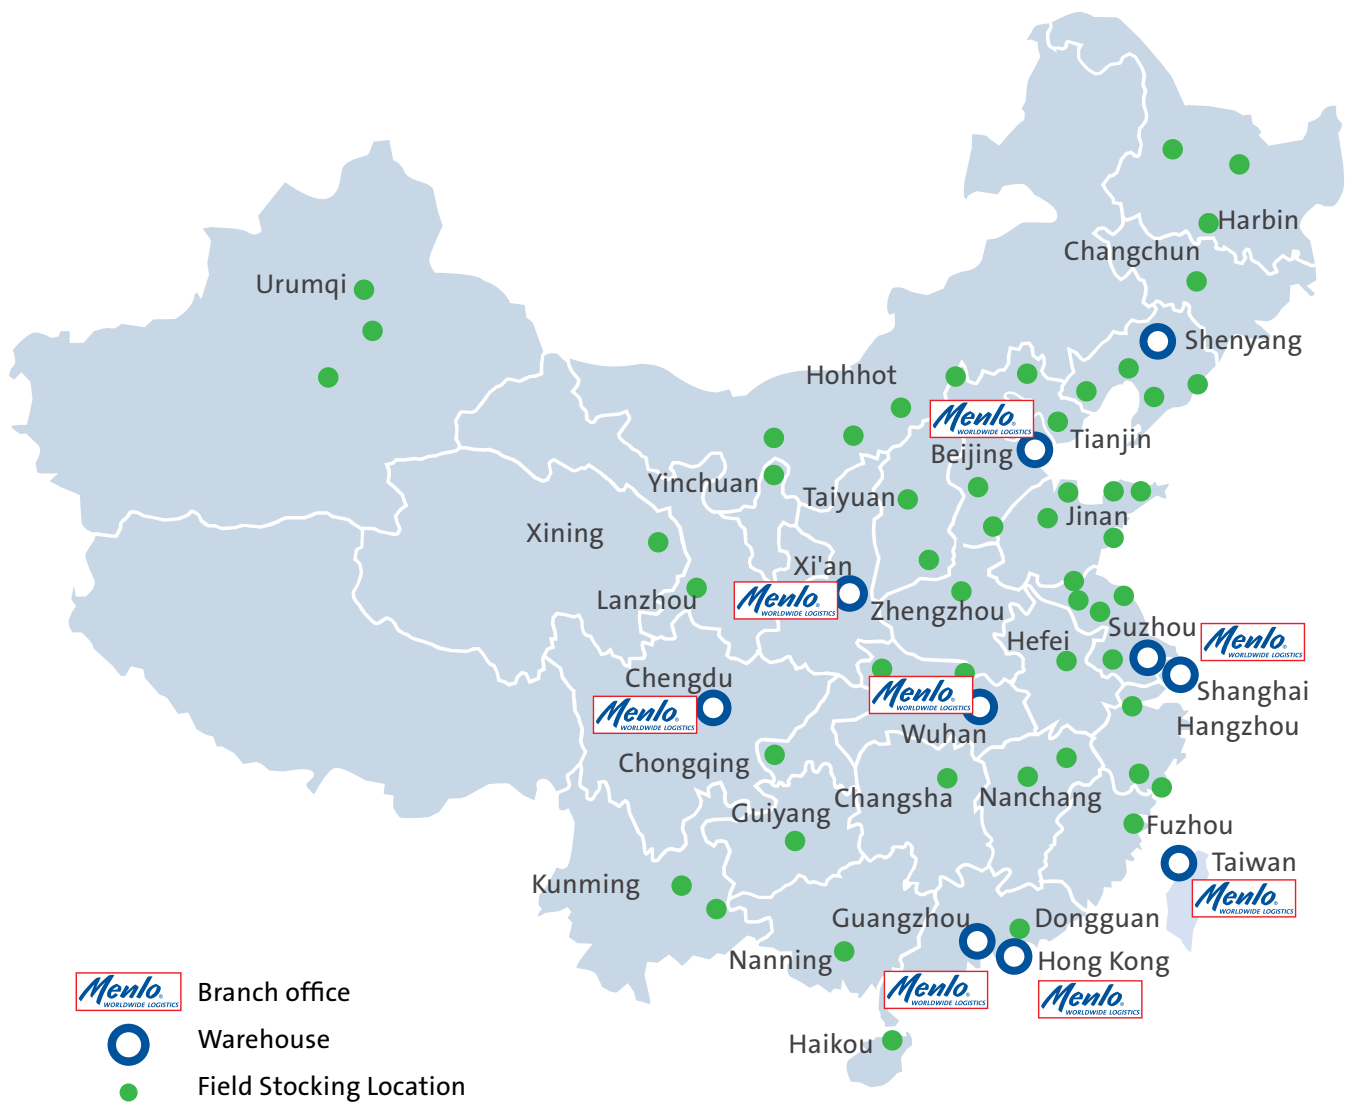 Harbin
Changchun
Urumqi
Shenyang
Hohhot
Menlo®
WORLDWIDE LOGISTICS
Tianjin
Beijing
Yinchuan
Taiyuan
Jinan
Xining
Xi'an
Menlo®
WORLDWIDE LOGISTICS
Lanzhou
Zhengzhou
Suzhou
Hefei
Menlo®
WORLDWIDE LOGISTICS
Chengdu
Menlo®
WORLDWIDE LOGISTICS
Menlo®
WORLDWIDE LOGISTICS
Shanghai
Hangzhou
Wuhan
Chongqing
Changsha
Nanchang
Guiyang
Fuzhou
Taiwan
Menlo®
WORLDWIDE LOGISTICS
Kunming
Guangzhou
Dongguan
Nanning
Hong Kong
Menlo®
WORLDWIDE LOGISTICS
Menlo®
WORLDWIDE LOGISTICS
Haikou
Menlo®
WORLDWIDE LOGISTICS
Branch office
Warehouse
Field Stocking Location